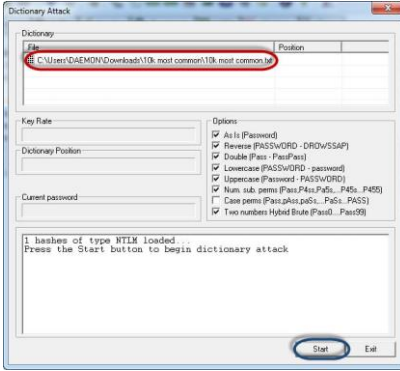 Dictionary Attack
Dictionary
File Position
C:\Users\DAEMON\Downloads\10k most common\10k most common.txt
Key Rate
Dictionary Position
Current password
Options
As Is (Password)
Reverse (PASSWORD - DROWSSAP)
Double (Pass - PassPass)
Lowercase (PASSWORD - password)
Uppercase (Password - PASSWORD)
Num. sub. perms (Pass,P4ss,Pa5s,...P45s...P455)
Case perms (Pass,pAss,paSs,...PaSs...PASS)
Two numbers Hybrid Brute (Pass0....Pass99)
1 hashes of type NTLM loaded...
Press the Start button to begin dictionary attack
Start Exit